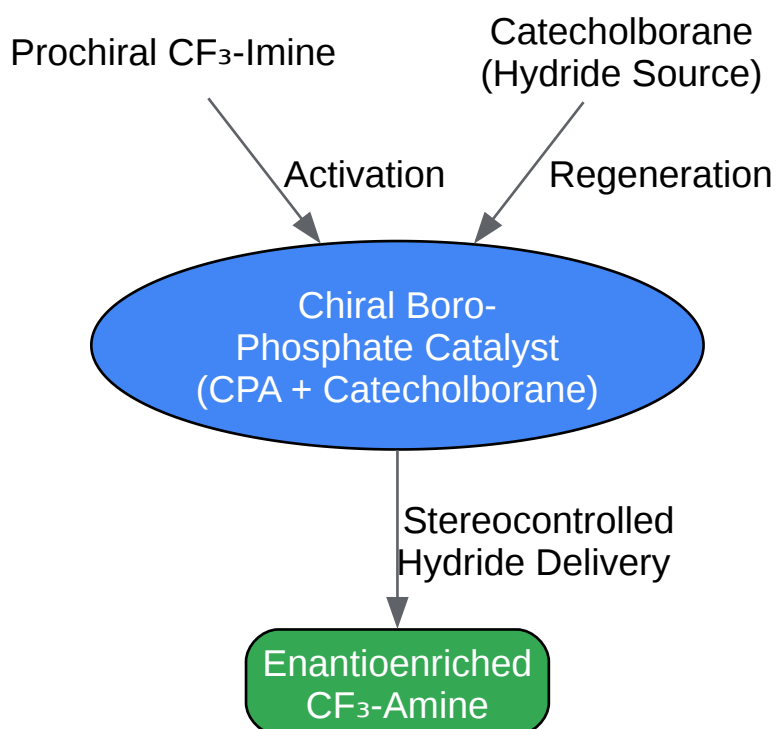 Prochiral CF₃-Imine
Catecholborane
(Hydride Source)
Activation
Regeneration
Chiral Boro-
Phosphate Catalyst
(CPA + Catecholborane)
Stereocontrolled
Hydride Delivery
Enantioenriched
CF₃-Amine